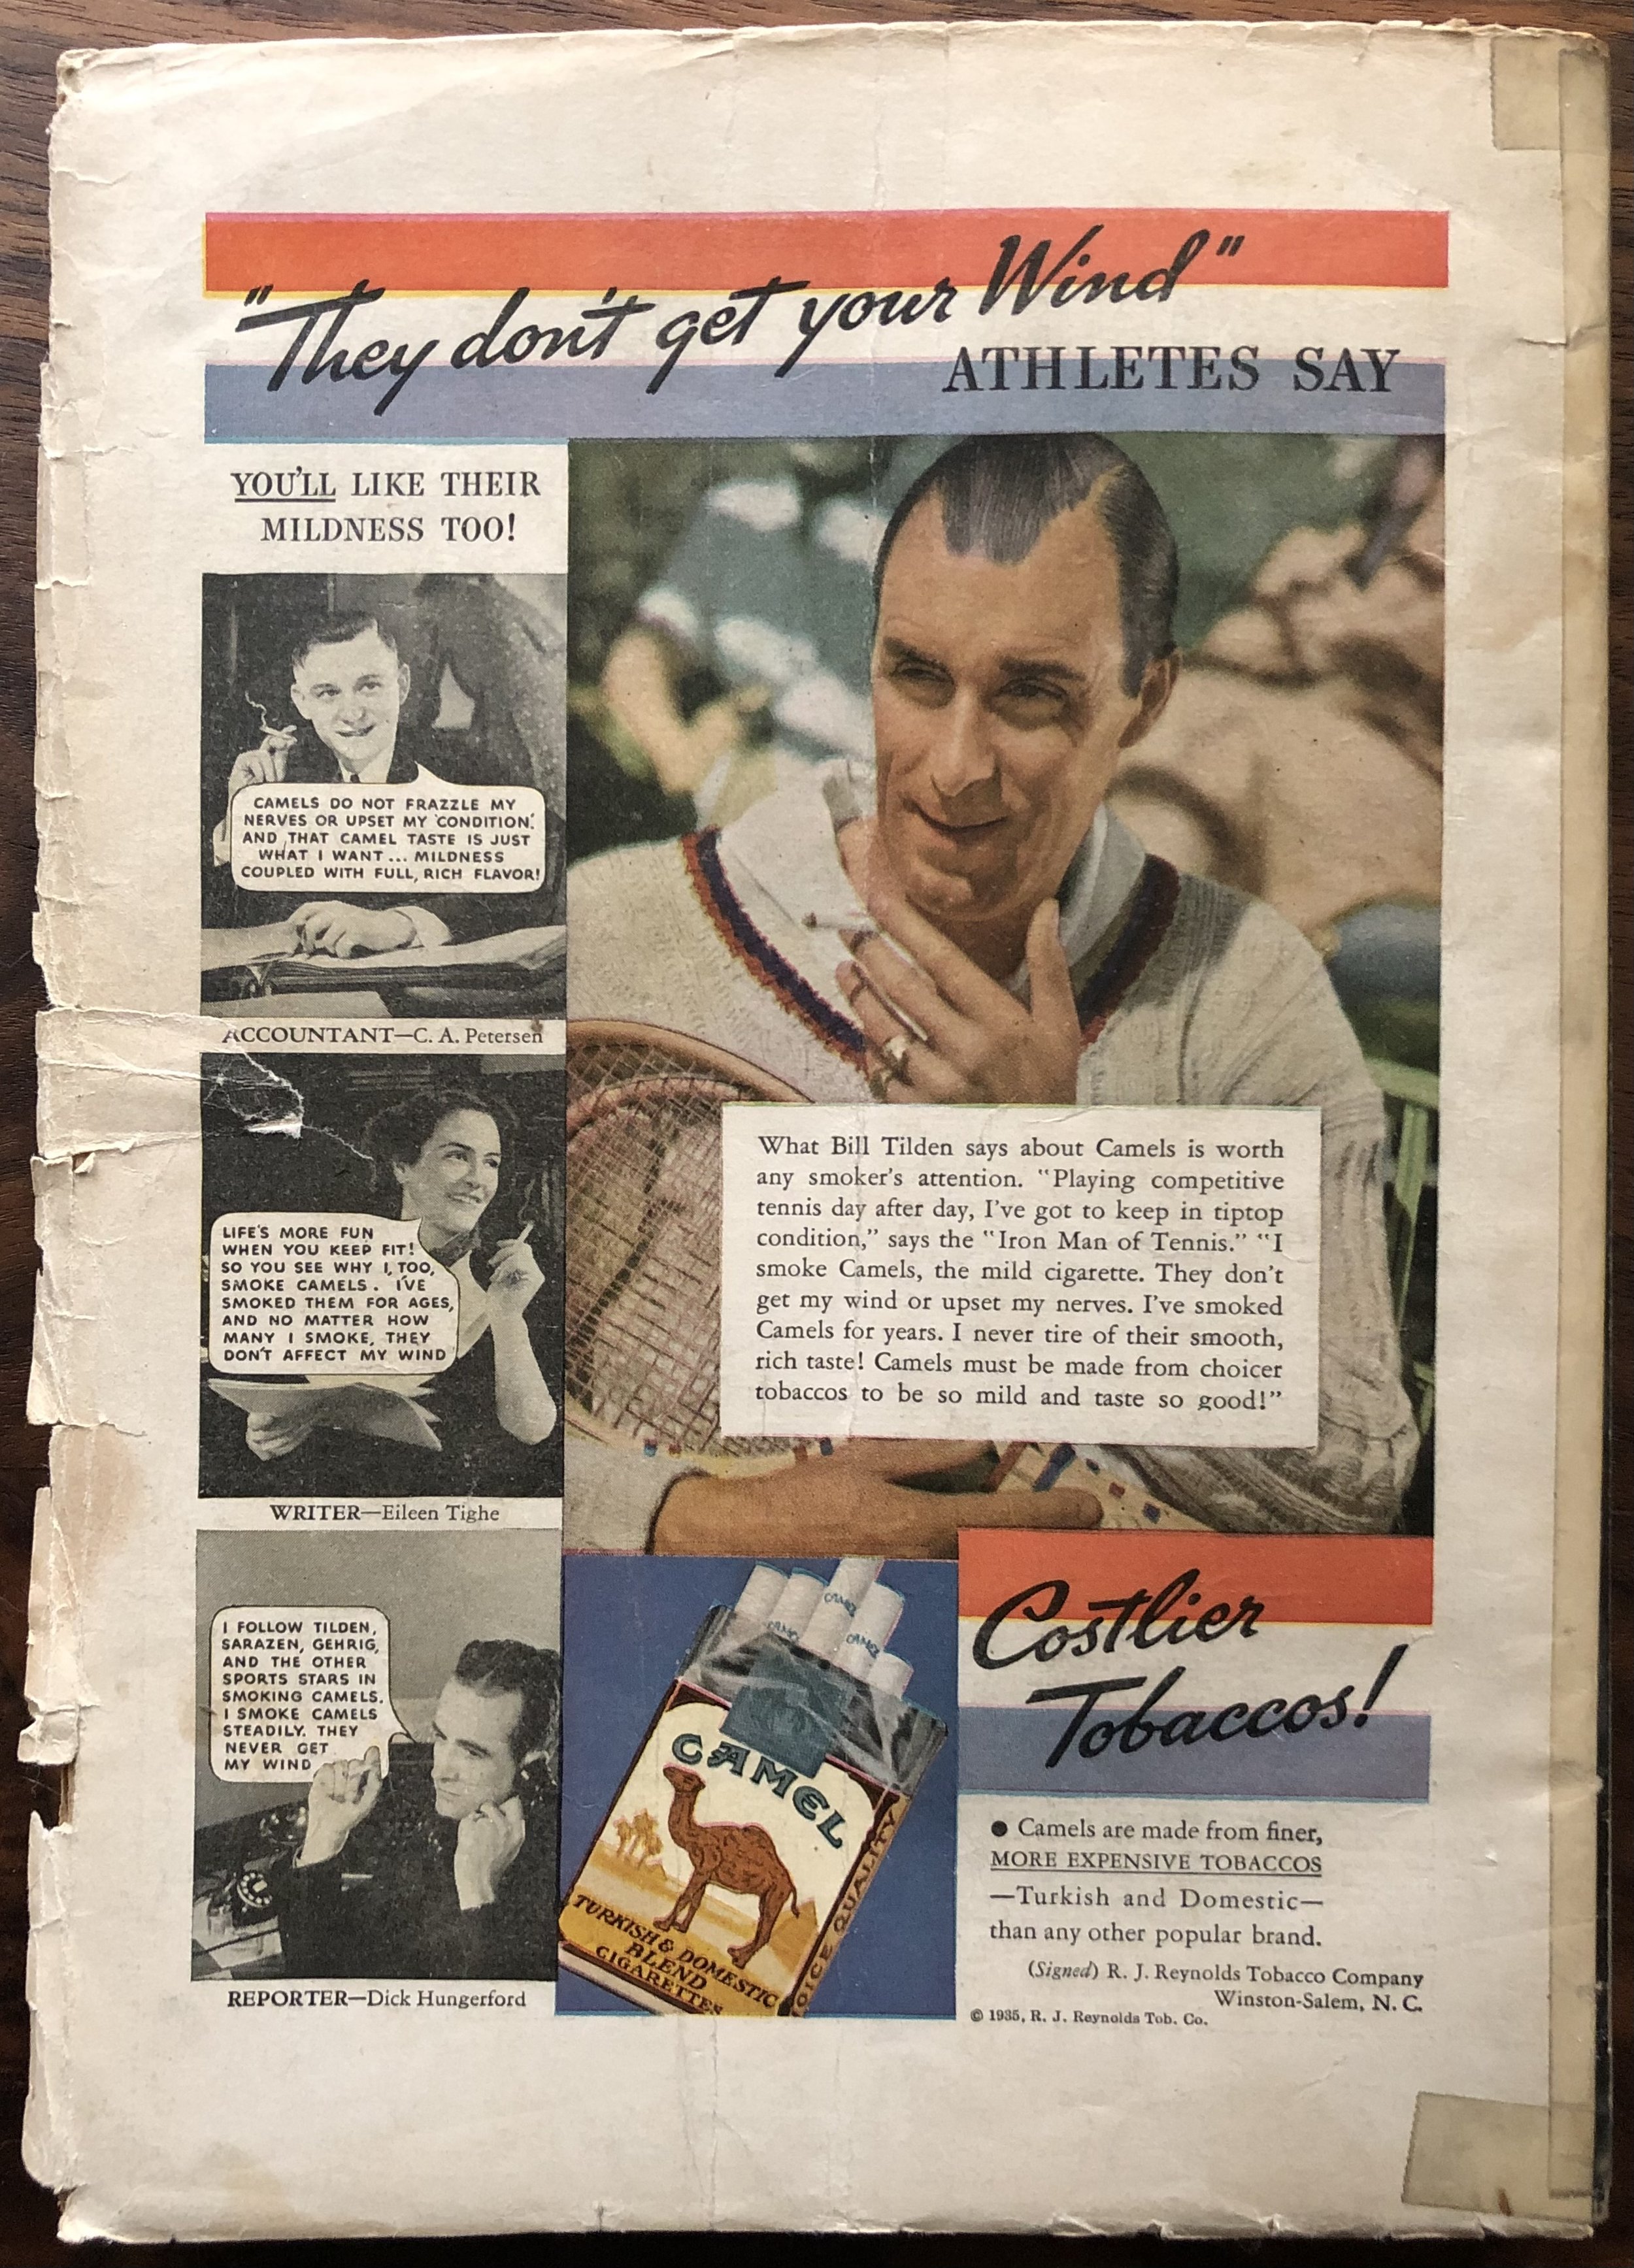 "They don't get your Wind"
ATHLETES SAY
YOU'LL LIKE THEIR
MILDNESS TOO!
CAMELS DO NOT FRAZZLE MY
NERVES OR UPSET MY 'CONDITION.'
AND THAT CAMEL TASTE IS JUST
WHAT I WANT... MILDNESS
COUPLED WITH FULL, RICH FLAVOR!
ACCOUNTANT—C. A. Petersen
LIFE'S MORE FUN
WHEN YOU KEEP FIT!
SO YOU SEE WHY I, TOO,
SMOKE CAMELS. I'VE
SMOKED THEM FOR AGES,
AND NO MATTER HOW
MANY I SMOKE, THEY
DON'T AFFECT MY WIND
WRITER—Eileen Tighe
I FOLLOW TILDEN,
SARAZEN, GEHRIG,
AND THE OTHER
SPORTS STARS IN
SMOKING CAMELS.
I SMOKE CAMELS
STEADILY. THEY
NEVER GET
MY WIND
REPORTER—Dick Hungerford
What Bill Tilden says about Camels is worth
any smoker's attention. "Playing competitive
tennis day after day, I've got to keep in tiptop
condition," says the "Iron Man of Tennis." "I
smoke Camels, the mild cigarette. They don't
get my wind or upset my nerves. I've smoked
Camels for years. I never tire of their smooth,
rich taste! Camels must be made from choicer
tobaccos to be so mild and taste so good!"
CAMEL
CAMEL
CAMEL
CAMEL
TURKISH & DOMESTIC
BLEND
CIGARETTES
QUALITY
Costlier
Tobaccos!
● Camels are made from finer,
MORE EXPENSIVE TOBACCOS
—Turkish and Domestic—
than any other popular brand.
(Signed) R. J. Reynolds Tobacco Company
Winston-Salem, N. C.
© 1935, R. J. Reynolds Tob. Co.